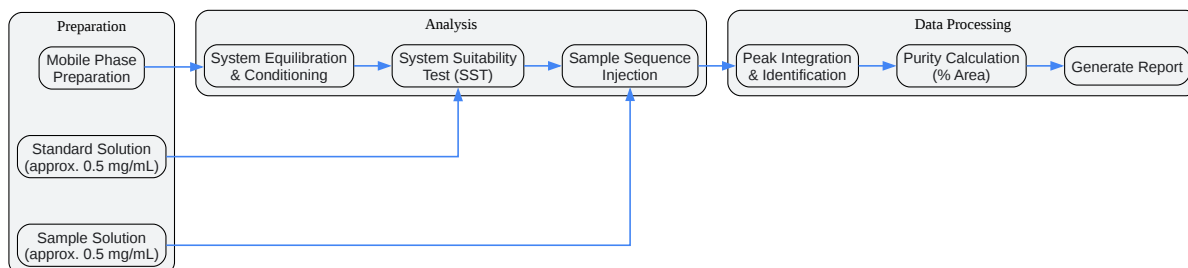 Preparation
Mobile Phase
Preparation
Standard Solution
(approx. 0.5 mg/mL)
Sample Solution
(approx. 0.5 mg/mL)
Analysis
System Equilibration
& Conditioning
System Suitability
Test (SST)
Sample Sequence
Injection
Data Processing
Peak Integration
& Identification
Purity Calculation
(% Area)
Generate Report